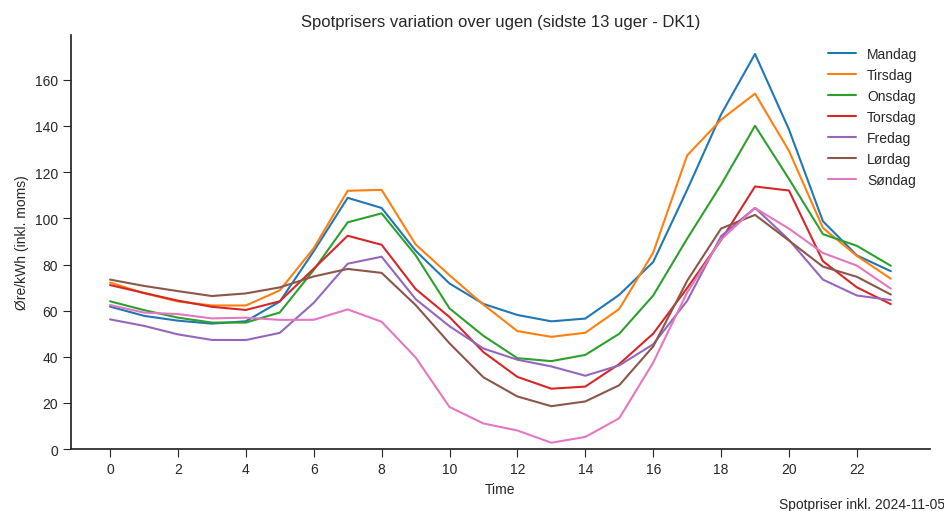 Spotprisers variation over ugen (sidste 13 uger - DK1)
Øre/kWh (inkl. moms)
160
140
120
100
80
60
40
20
0
0 2 4 6 8 10 12 14 16 18 20 22
Time
Mandag
Tirsdag
Onsdag
Torsdag
Fredag
Lørdag
Søndag
Spotpriser inkl. 2024-11-05